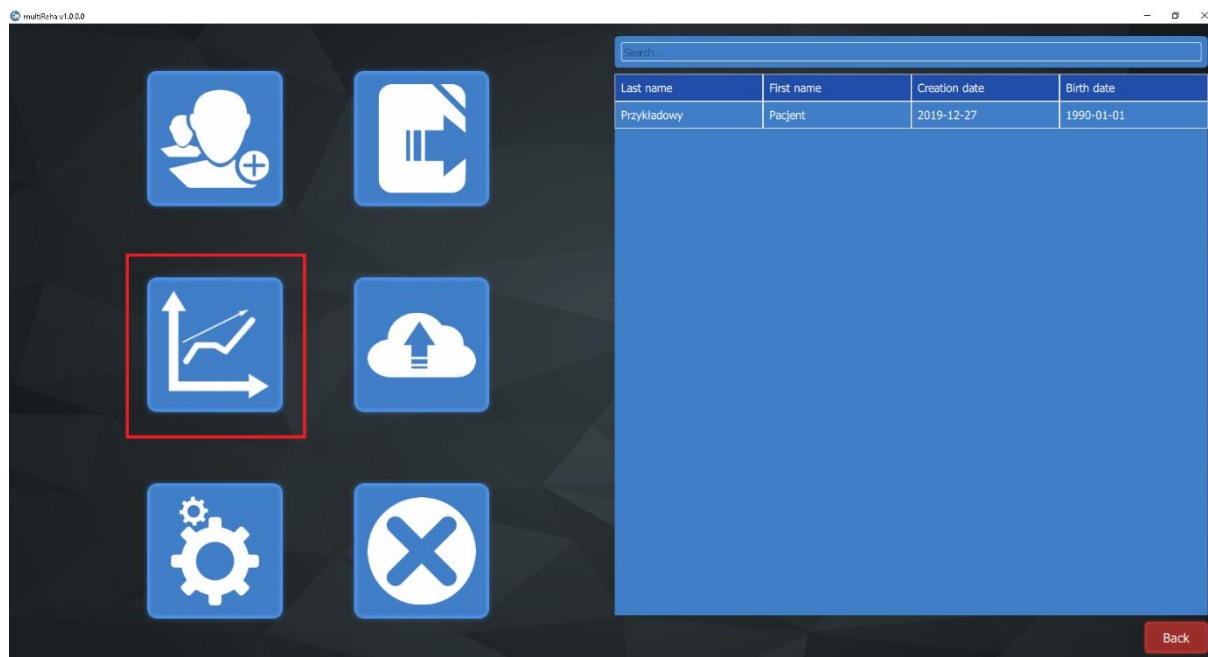 multiReha v1.0.0.0
Search...
Last name First name Creation date Birth date
Przykładowy Pacjent 2019-12-27 1990-01-01
Back